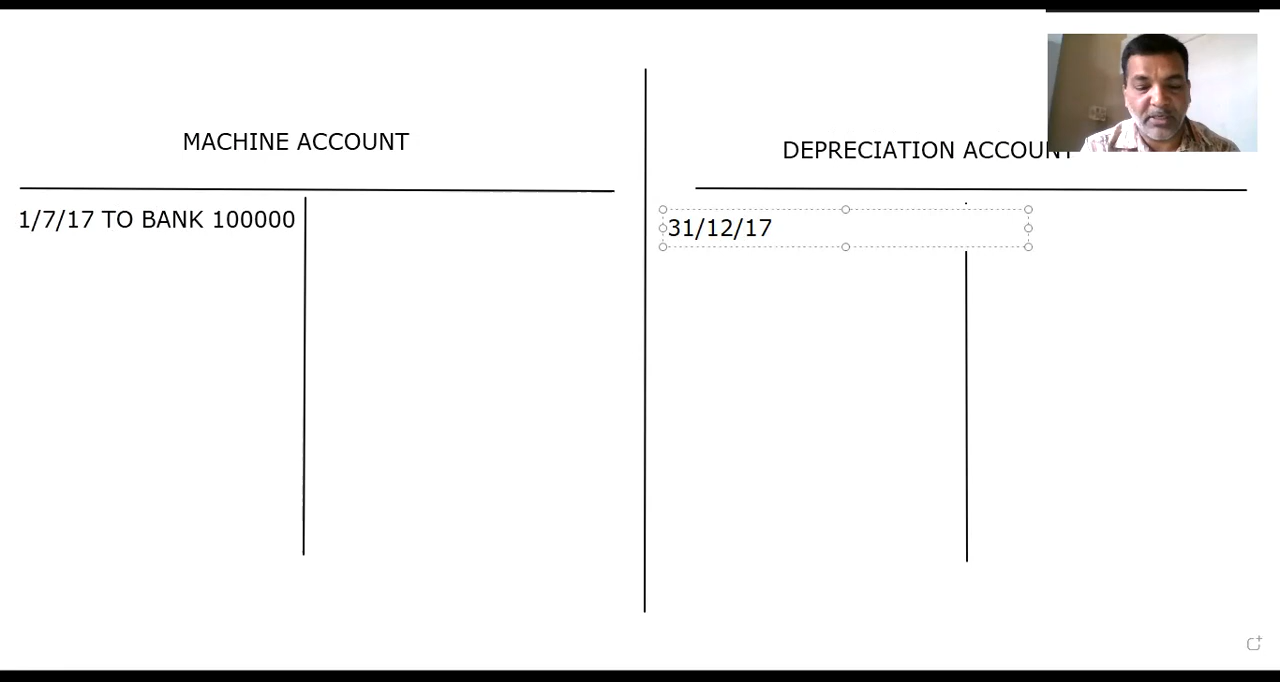 MACHINE ACCOUNT
1/7/17 TO BANK 100000
DEPRECIATION ACCOUNT
31/12/17